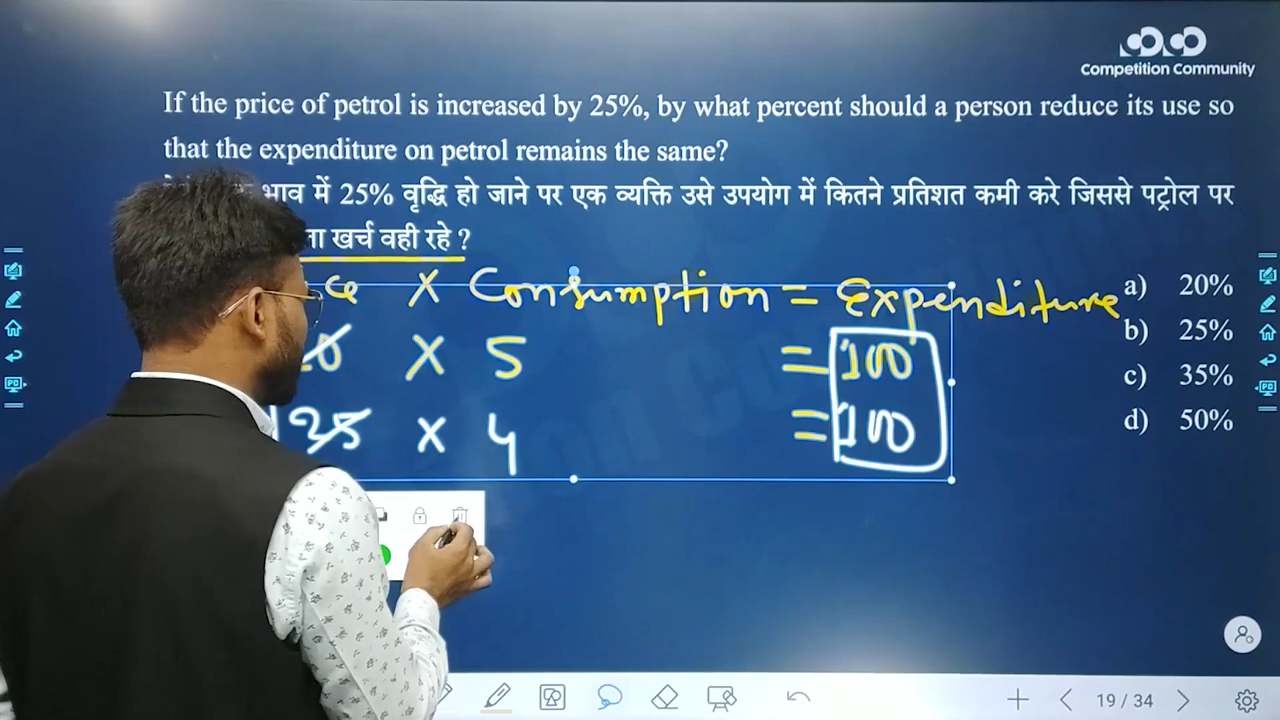 Competition Community
If the price of petrol is increased by 25%, by what percent should a person reduce its use so
that the expenditure on petrol remains the same?
भाव में 25% वृद्धि हो जाने पर एक व्यक्ति उसे उपयोग में कितने प्रतिशत कमी करे जिससे पट्रोल पर
खर्च वही रहे ?
X Consumption = Expenditure
X 5 = 100
X 4 = 100
a) 20%
b) 25%
c) 35%
d) 50%
19 / 34